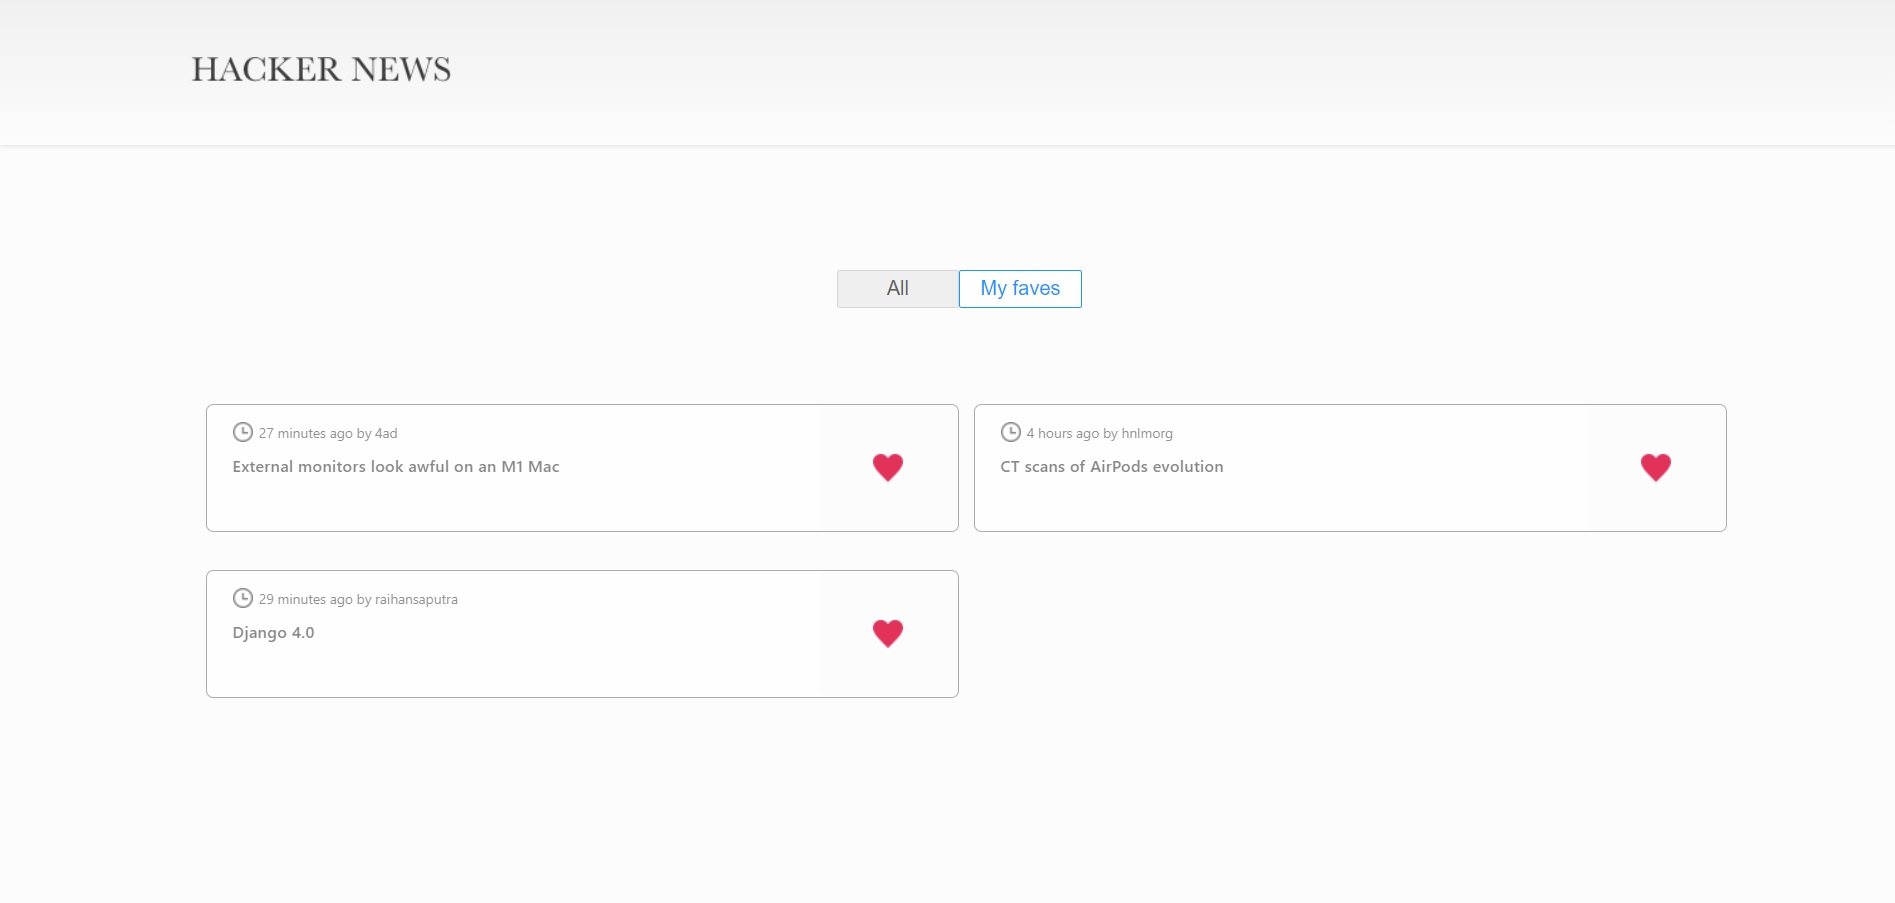 HACKER NEWS
All
My faves
27 minutes ago by 4ad
External monitors look awful on an M1 Mac
4 hours ago by hnlmorg
CT scans of AirPods evolution
29 minutes ago by raihansaputra
Django 4.0